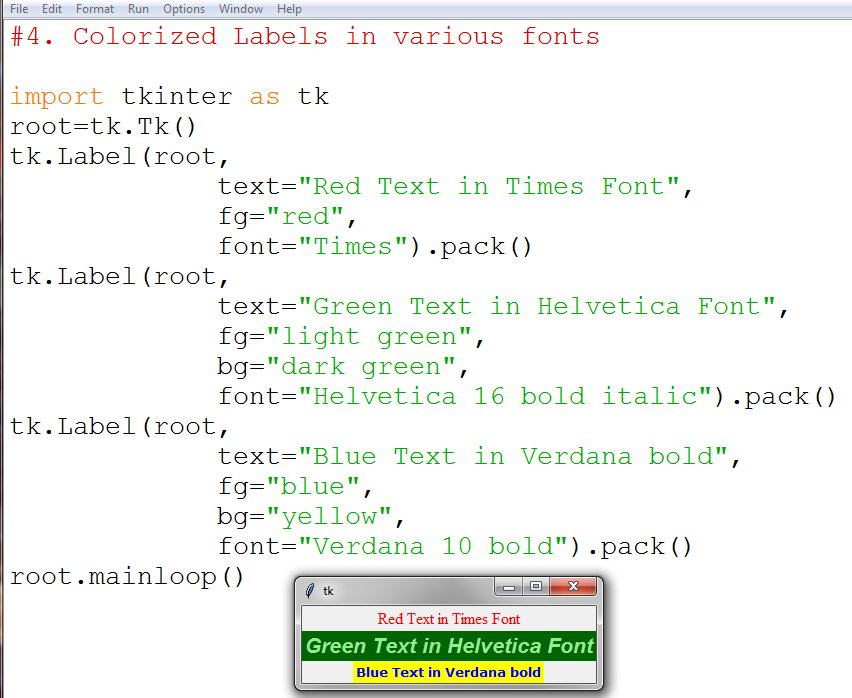 File Edit Format Run Options Window Help
#4. Colorized Labels in various fonts
import tkinter as tk
root=tk.Tk()
tk.Label(root,
text="Red Text in Times Font",
fg="red",
font="Times").pack()
tk.Label(root,
text="Green Text in Helvetica Font",
fg="light green",
bg="dark green",
font="Helvetica 16 bold italic").pack()
tk.Label(root,
text="Blue Text in Verdana bold",
fg="blue",
bg="yellow",
font="Verdana 10 bold").pack()
root.mainloop()
tk
Red Text in Times Font
Green Text in Helvetica Font
Blue Text in Verdana bold